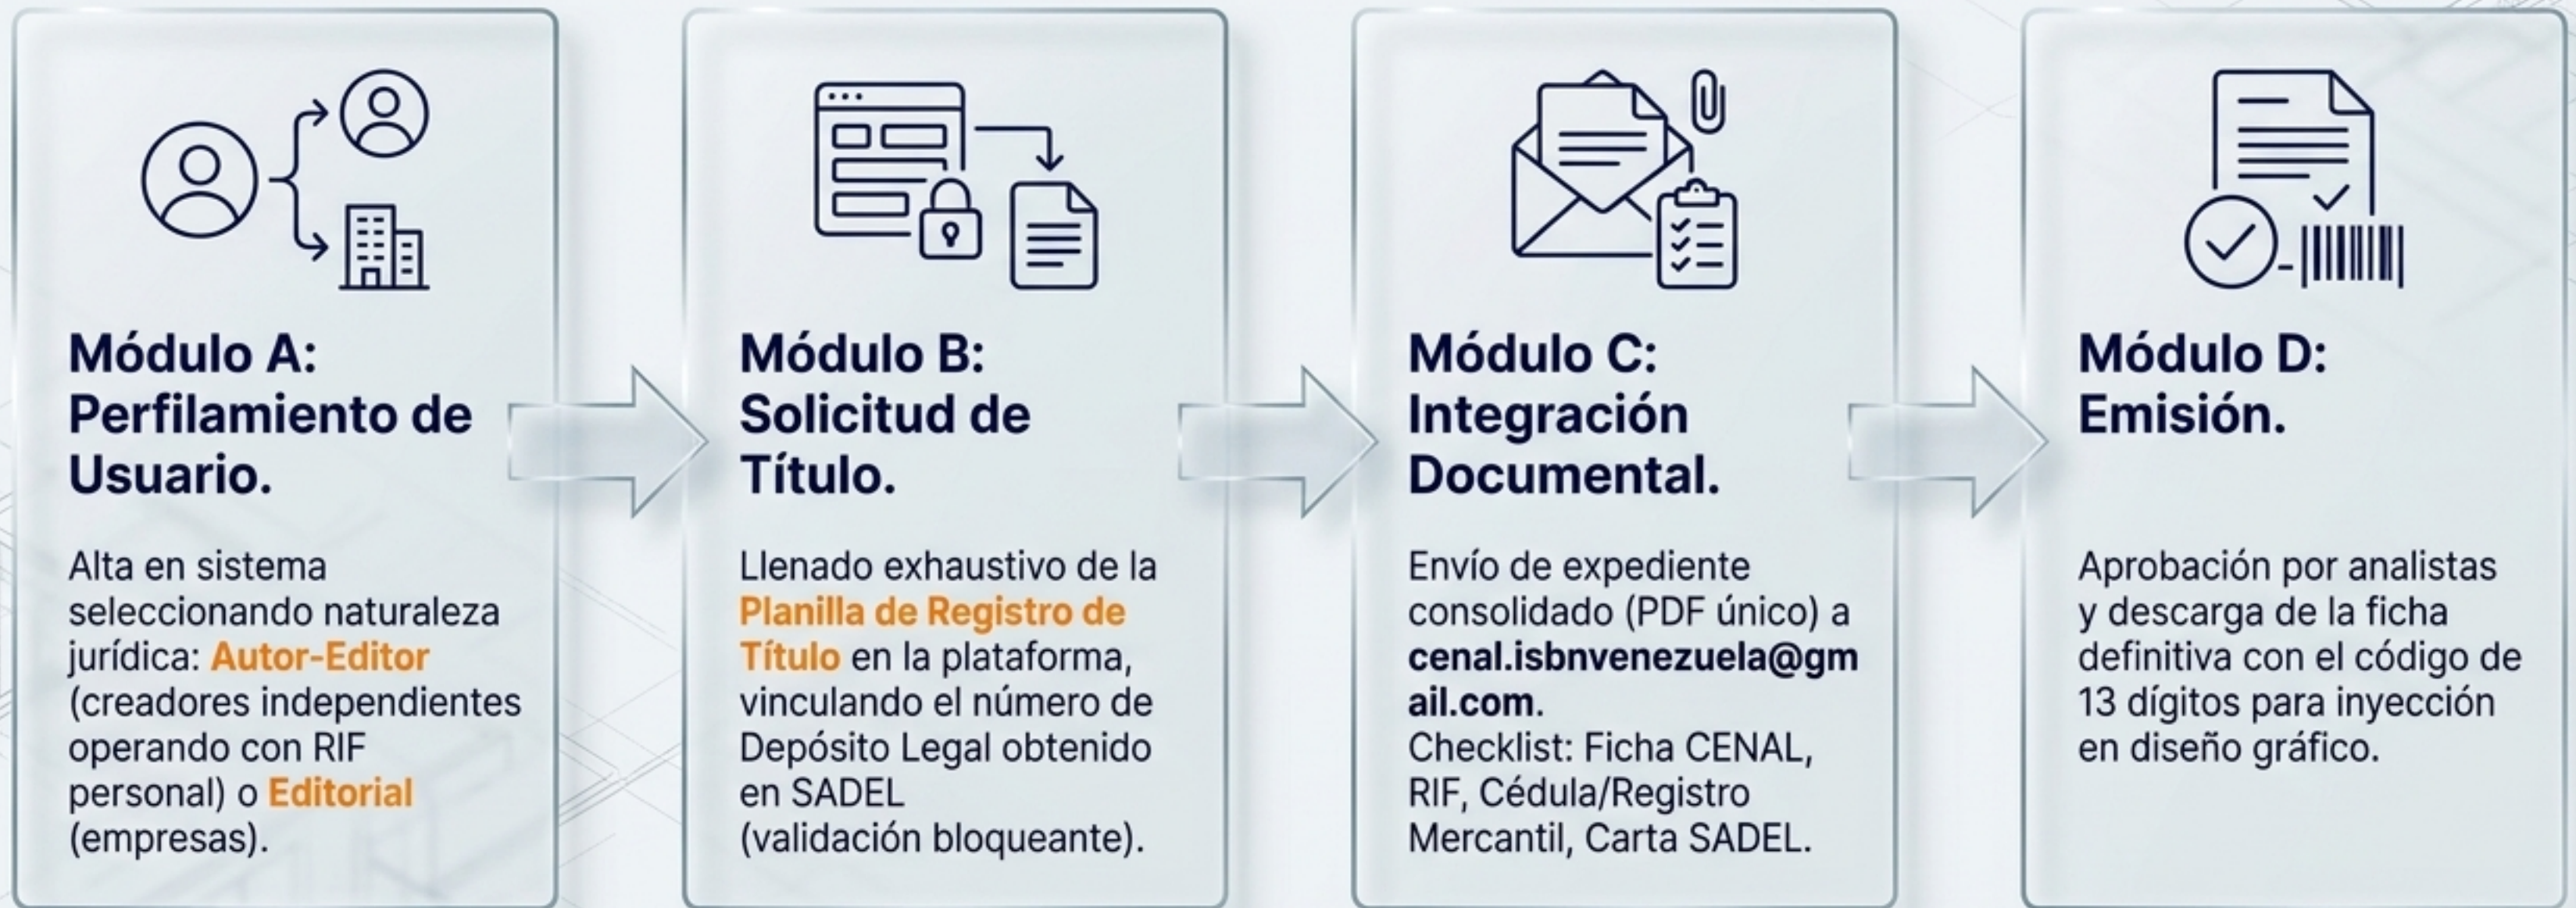 Módulo A:
Perfilamiento de
Usuario.
Alta en sistema
seleccionando naturaleza
jurídica: Autor-Editor
(creadores independientes
operando con RIF
personal) o Editorial
(empresas).
Módulo B:
Solicitud de
Título.
Llenado exhaustivo de la
Planilla de Registro de
Título en la plataforma,
vinculando el número de
Depósito Legal obtenido
en SADEL
(validación bloqueante).
Módulo C:
Integración
Documental.
Envío de expediente
consolidado (PDF único) a
cenal.isbnvenezuela@gm
ail.com.
Checklist: Ficha CENAL,
RIF, Cédula/Registro
Mercantil, Carta SADEL.
Módulo D:
Emisión.
Aprobación por analistas
y descarga de la ficha
definitiva con el código de
13 dígitos para inyección
en diseño gráfico.